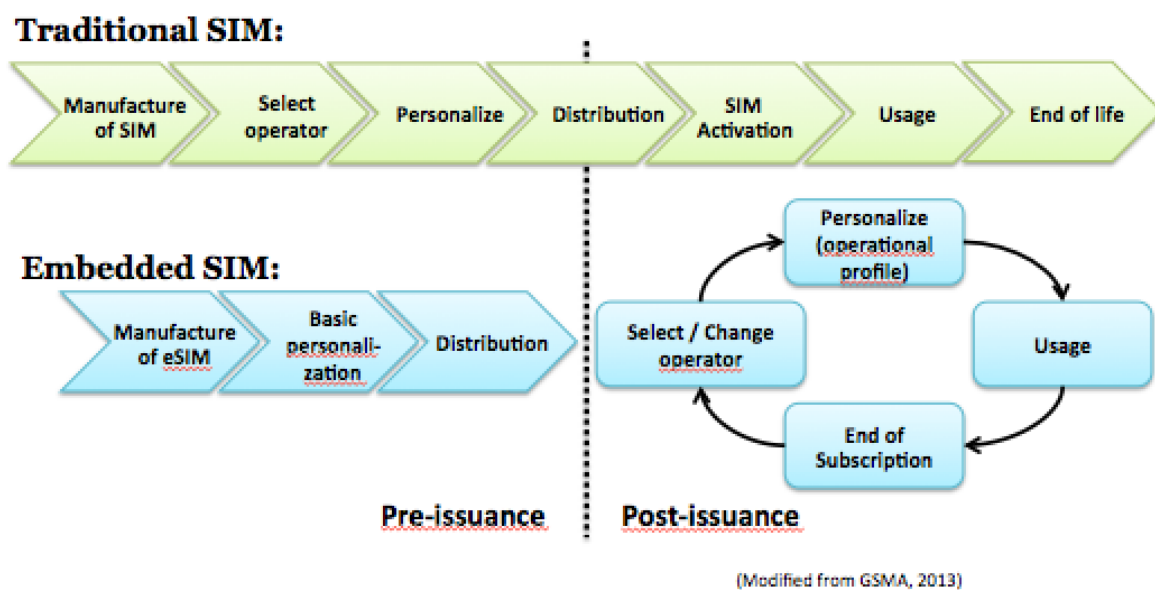 Traditional SIM:
Manufacture
of SIM
Select
operator
Personalize
Distribution
SIM
Activation
Usage
End of life
Embedded SIM:
Manufacture
of eSIM
Basic
personali-
zation
Distribution
Personalize
(operational
profile)
Select / Change
operator
Usage
End of
Subscription
Pre-issuance
Post-issuance
(Modified from GSMA, 2013)